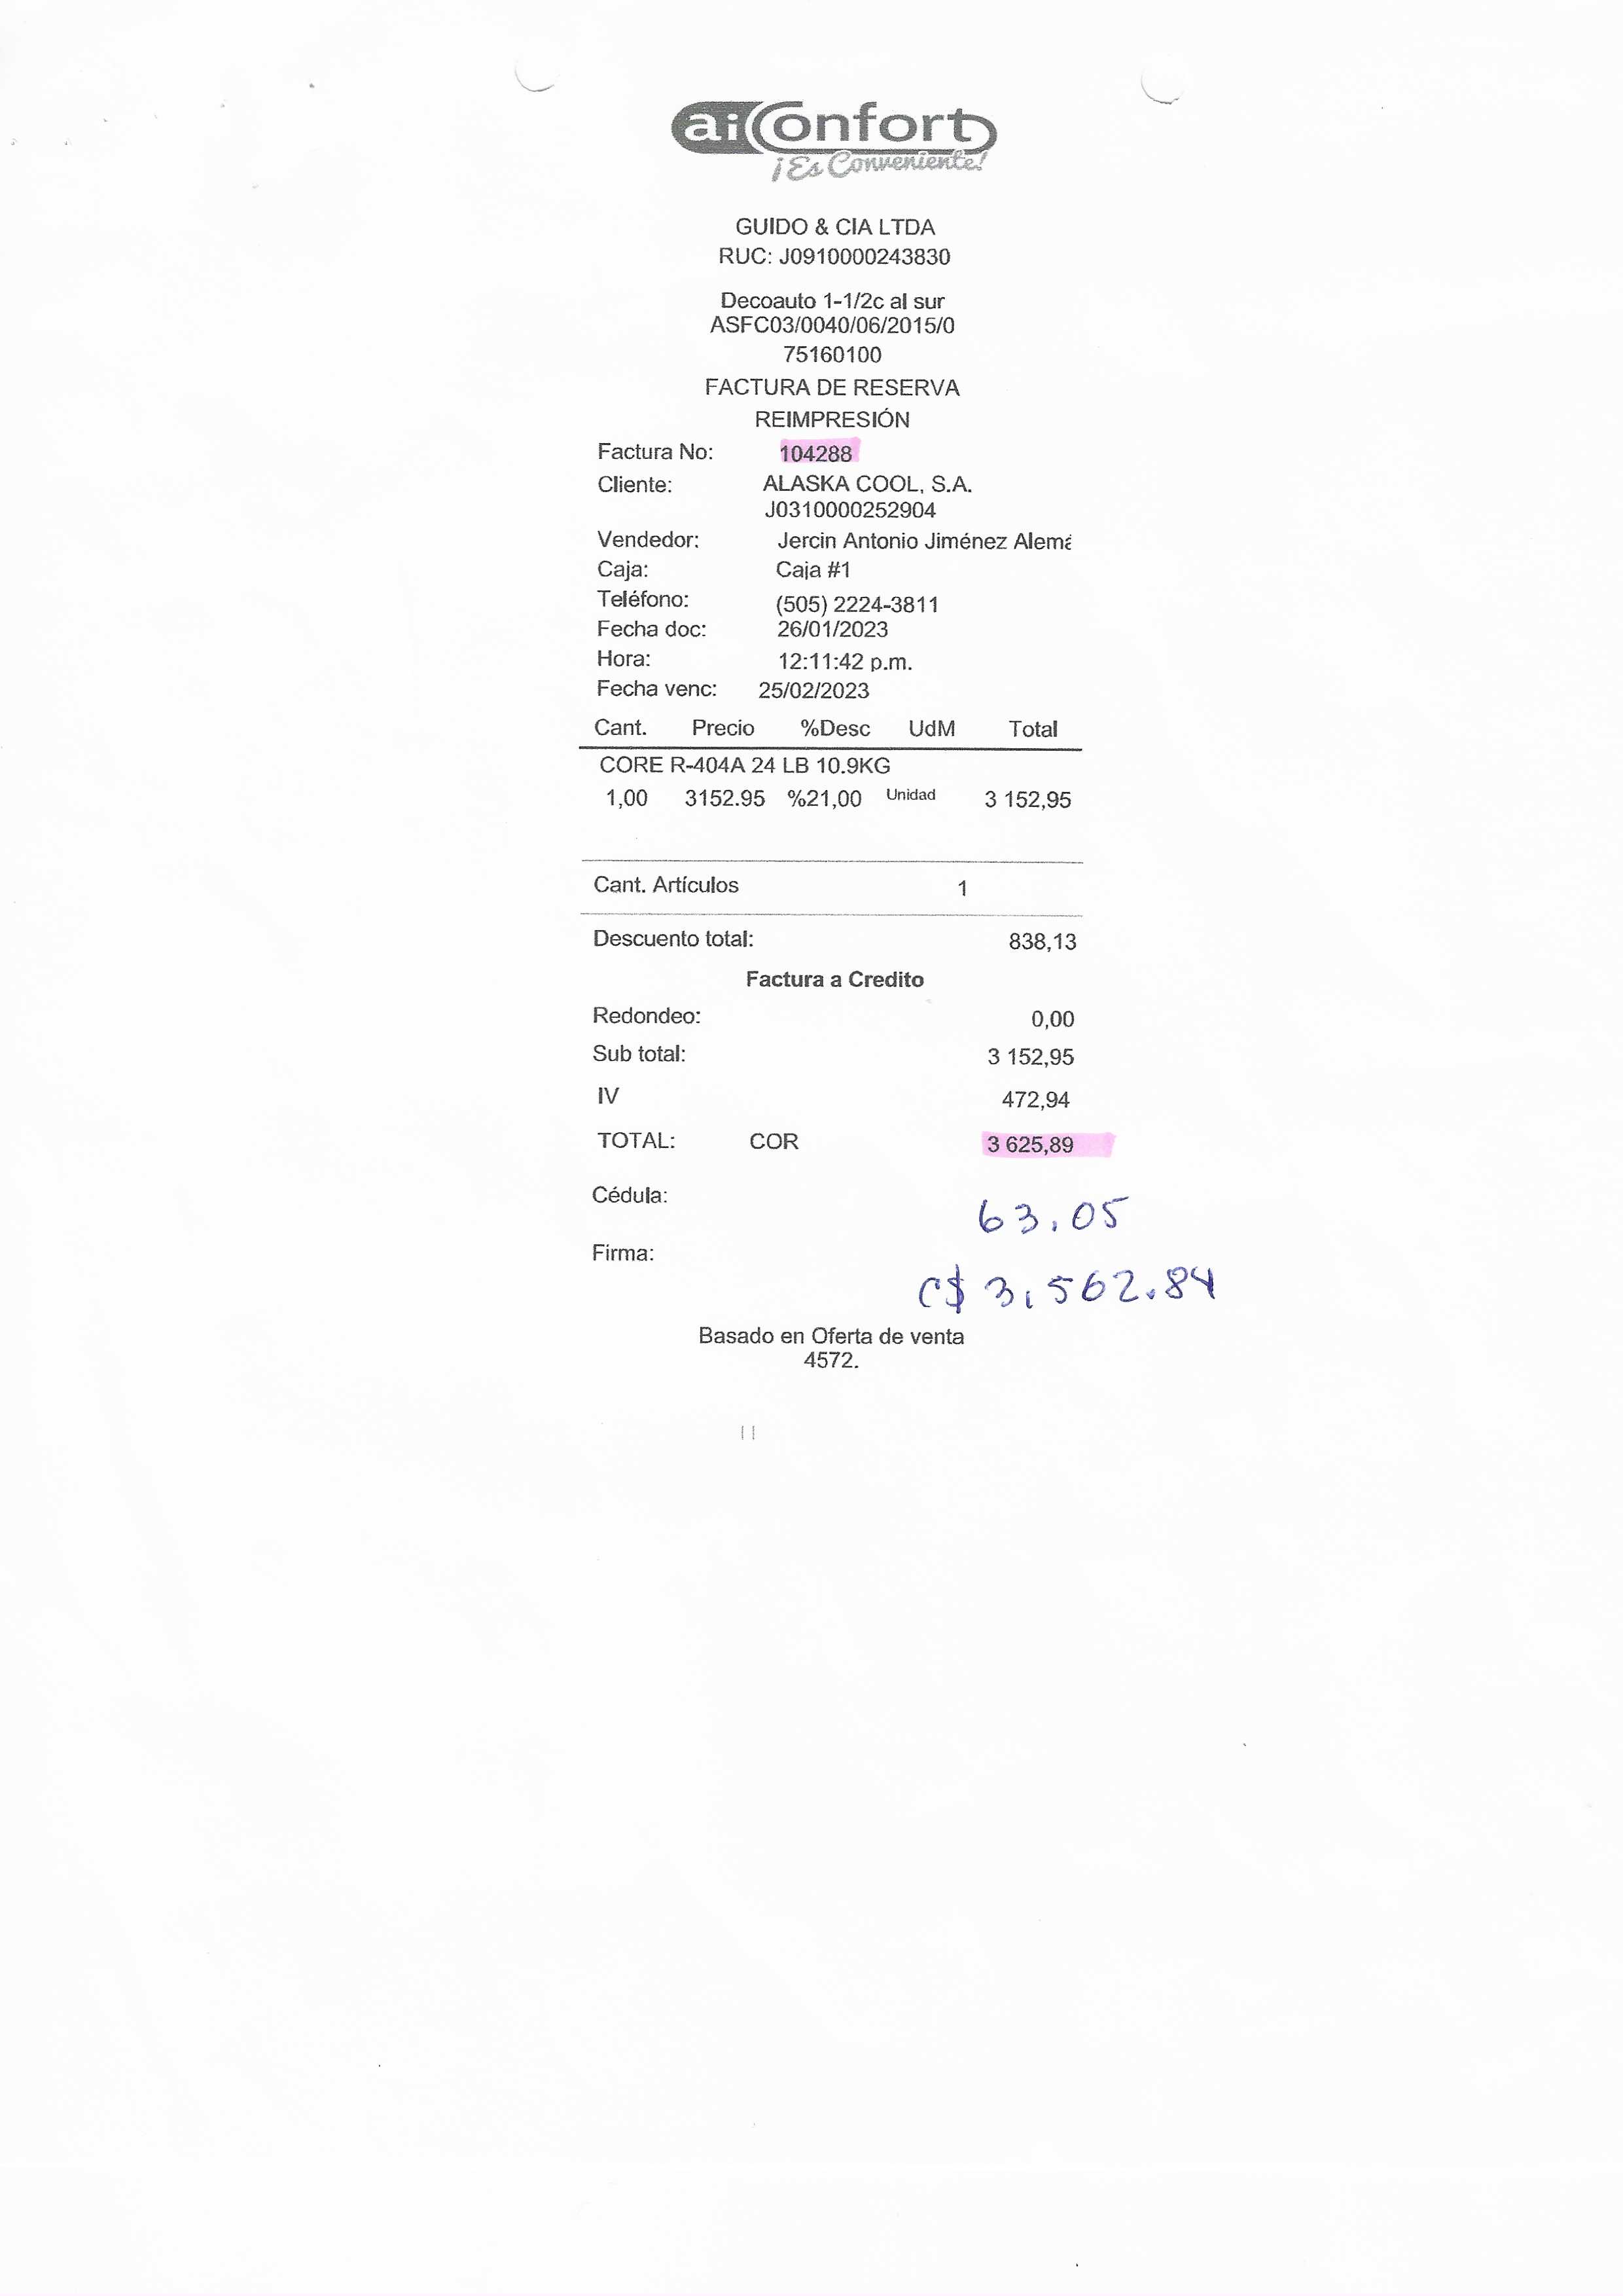 aiConfort
¡Es Conveniente!
GUIDO & CIA LTDA
RUC: J0910000243830
Decoauto 1-1/2c al sur
ASFC03/0040/06/2015/0
75160100
FACTURA DE RESERVA
REIMPRESIÓN
Factura No: 104288
Cliente: ALASKA COOL, S.A.
J0310000252904
Vendedor: Jercin Antonio Jiménez Alemá
Caja: Caja #1
Teléfono: (505) 2224-3811
Fecha doc: 26/01/2023
Hora: 12:11:42 p.m.
Fecha venc: 25/02/2023
Cant. Precio %Desc UdM Total
CORE R-404A 24 LB 10.9KG
1,00 3152.95 %21,00 Unidad 3 152,95
Cant. Artículos 1
Descuento total: 838,13
Factura a Credito
Redondeo: 0,00
Sub total: 3 152,95
IV 472,94
TOTAL: COR 3 625,89
Cédula:
63.05
Firma:
C$ 3,562.84
Basado en Oferta de venta
4572.